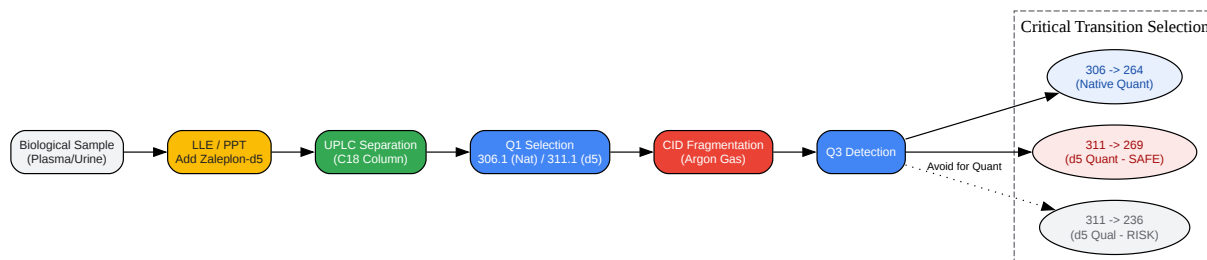 Critical Transition Selection
Biological Sample
(Plasma/Urine)
LLE / PPT
Add Zaleplon-d5
UPLC Separation
(C18 Column)
Q1 Selection
306.1 (Nat) / 311.1 (d5)
CID Fragmentation
(Argon Gas)
Q3 Detection
306 -> 264
(Native Quant)
311 -> 269
(d5 Quant - SAFE)
Avoid for Quant
311 -> 236
(d5 Qual - RISK)